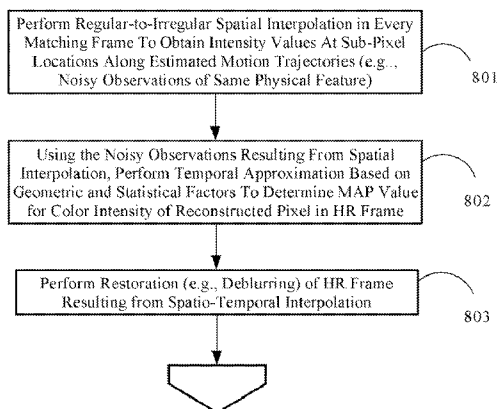 Perform Regular-to-Irregular Spatial Interpolation in Every
Matching Frame To Obtain Intensity Values At Sub-Pixel
Locations Along Estimated Motion Trajectories (e.g.,
Noisy Observations of Same Physical Feature)
801
Using the Noisy Observations Resulting From Spatial
Interpolation, Perform Temporal Approximation Based on
Geometric and Statistical Factors To Determine MAP Value
for Color Intensity of Reconstructed Pixel in HR Frame
802
Perform Restoration (e.g., Deblurring) of HR Frame
Resulting from Spatio-Temporal Interpolation
803